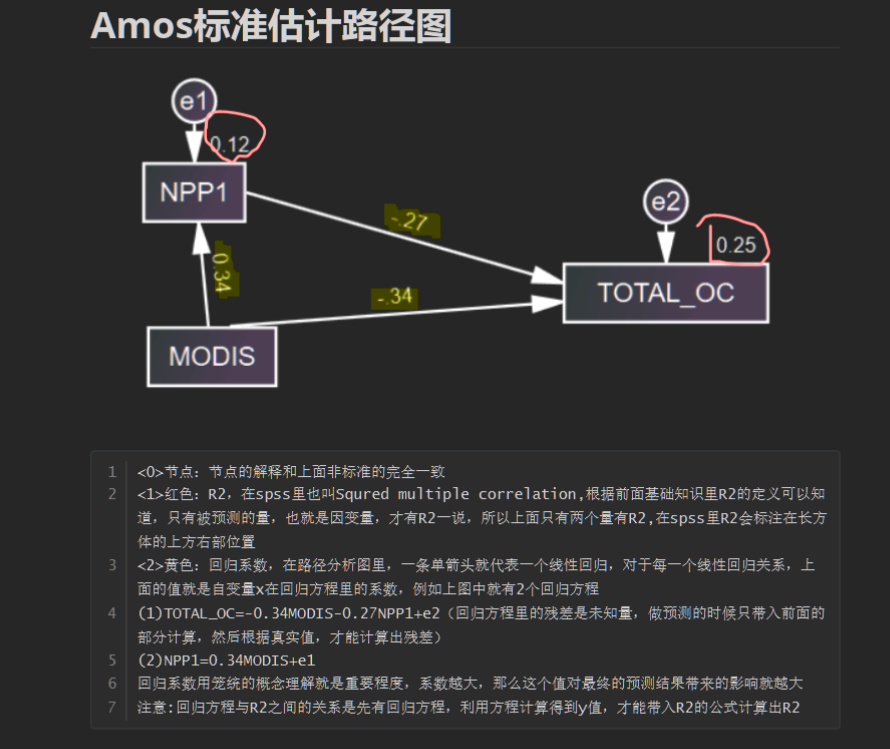 Amos标准估计路径图
e1
0.12
NPP1
e2
-.27
0.25
0.34
TOTAL_OC
-.34
MODIS
1 <0>节点：节点的解释和上面非标准的完全一致
2 <1>红色：R2，在spss里也叫Squred multiple correlation,根据前面基础知识里R2的定义可以知
道，只有被预测的量，也就是因变量，才有R2一说，所以上面只有两个量有R2,在spss里R2会标注在长方
体的上方右部位置
3 <2>黄色：回归系数，在路径分析图里，一条单箭头就代表一个线性回归，对于每一个线性回归关系，上
面的值就是自变量x在回归方程里的系数，例如上图中就有2个回归方程
4 (1)TOTAL_OC=-0.34MODIS-0.27NPP1+e2（回归方程里的残差是未知量，做预测的时候只带入前面的
部分计算，然后根据真实值，才能计算出残差）
5 (2)NPP1=0.34MODIS+e1
6 回归系数用笼统的概念理解就是重要程度，系数越大，那么这个值对最终的预测结果带来的影响就越大
7 注意:回归方程与R2之间的关系是先有回归方程，利用方程计算得到y值，才能带入R2的公式计算出R2